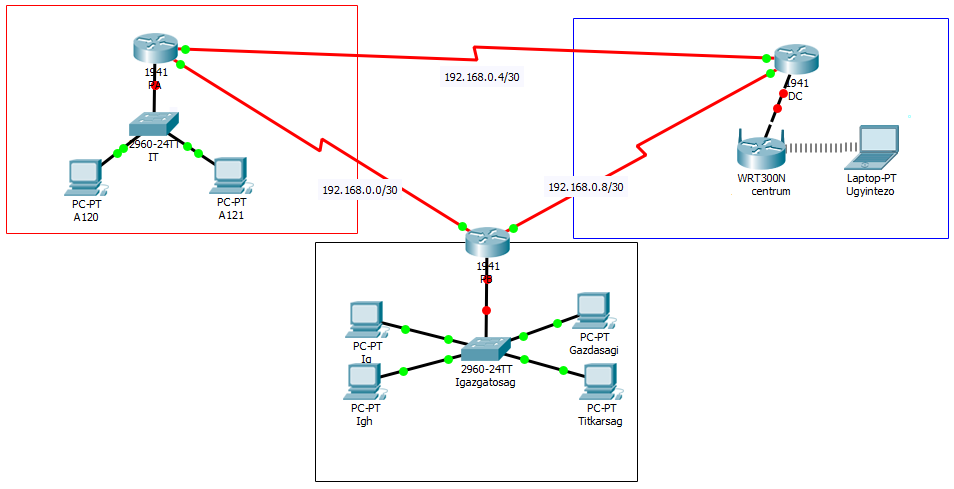 1941
RA
192.168.0.4/30
1941
DC
2960-24TT
IT
PC-PT
A120
PC-PT
A121
192.168.0.0/30
192.168.0.8/30
WRT300N
centrum
Laptop-PT
Ugyintezo
1941
RB
PC-PT
Ig
PC-PT
Gazdasagi
2960-24TT
Igazgatosag
PC-PT
Igh
PC-PT
Titkarsag